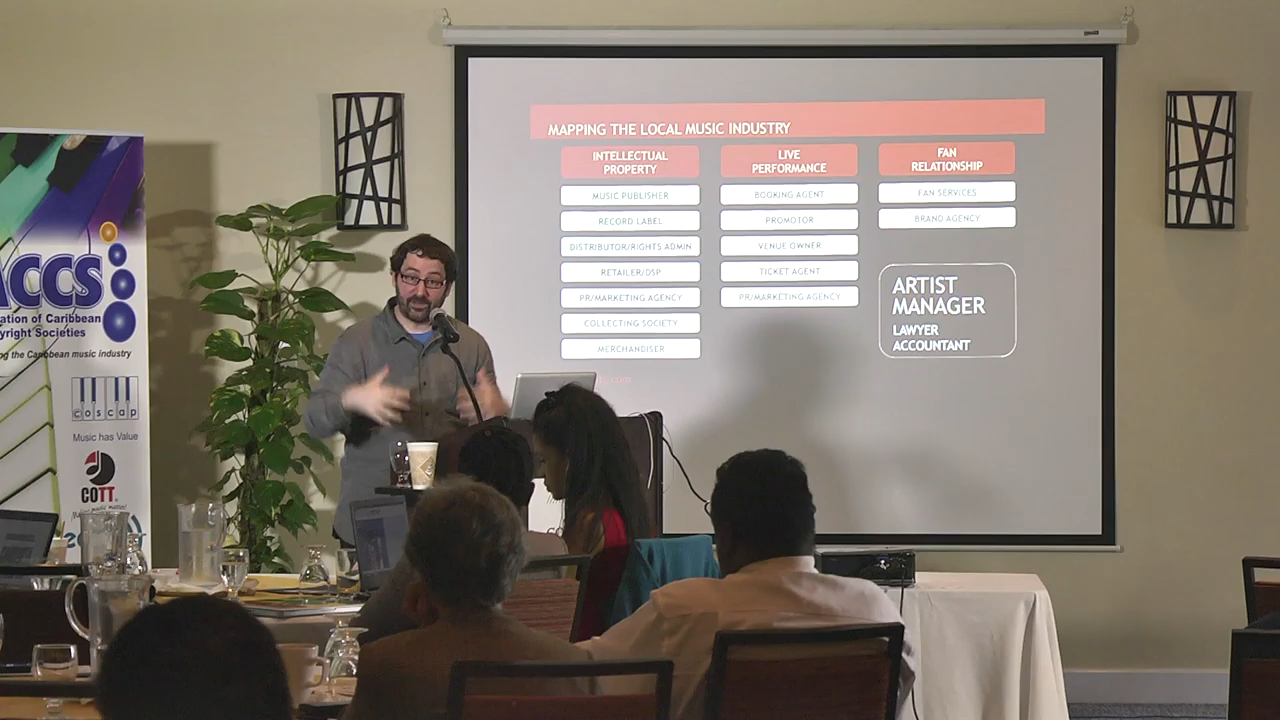 MAPPING THE LOCAL MUSIC INDUSTRY
INTELLECTUAL
PROPERTY
MUSIC PUBLISHER
RECORD LABEL
DISTRIBUTOR/RIGHTS ADMIN
RETAILER/DSP
PR/MARKETING AGENCY
COLLECTING SOCIETY
MERCHANDISER
LIVE
PERFORMANCE
BOOKING AGENT
PROMOTOR
VENUE OWNER
TICKET AGENT
PR/MARKETING AGENCY
FAN
RELATIONSHIP
FAN SERVICES
BRAND AGENCY
ARTIST
MANAGER
LAWYER
ACCOUNTANT
ACCS
ation of Caribbean
yright Societies
ng the Caribbean music industry
coscap
Music has Value
COTT